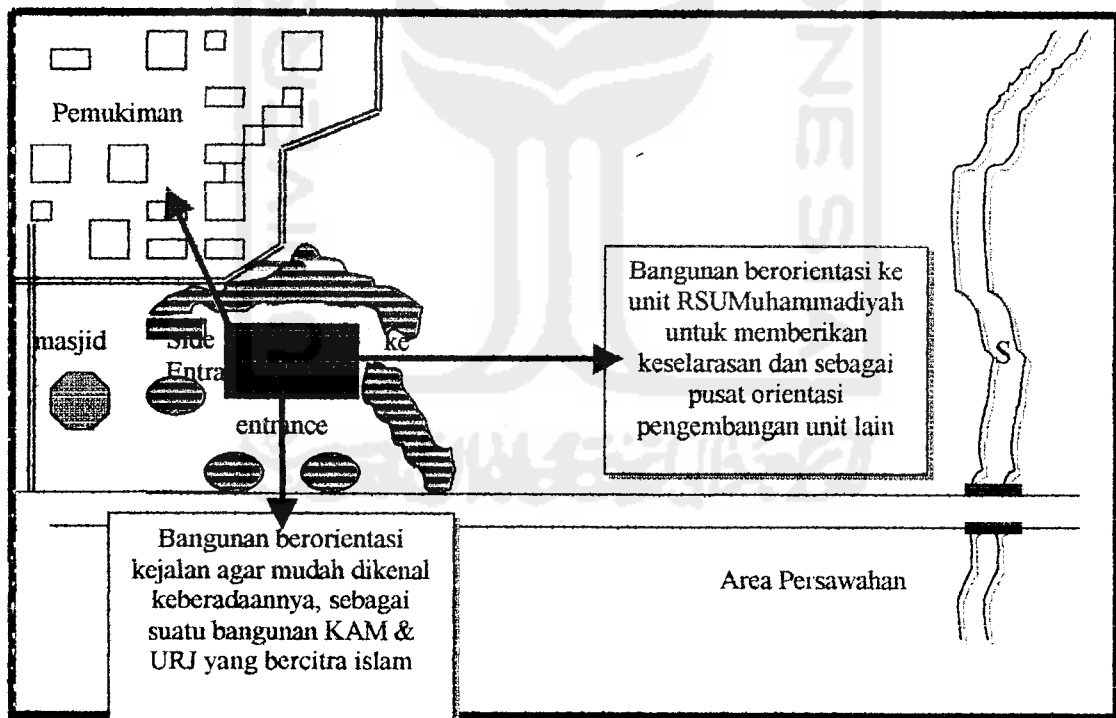 Pemukiman
Bangunan berorientasi ke
unit RSUMuhammadiyah
untuk memberikan
keselarasan dan sebagai
pusat orientasi
pengembangan unit lain
masjid
Side
ke
Entra
entrance
S
Bangunan berorientasi
kejalan agar mudah dikenal
keberadaannya, sebagai
suatu bangunan KAM &
URJ yang bercitra islam
Area Persawahan